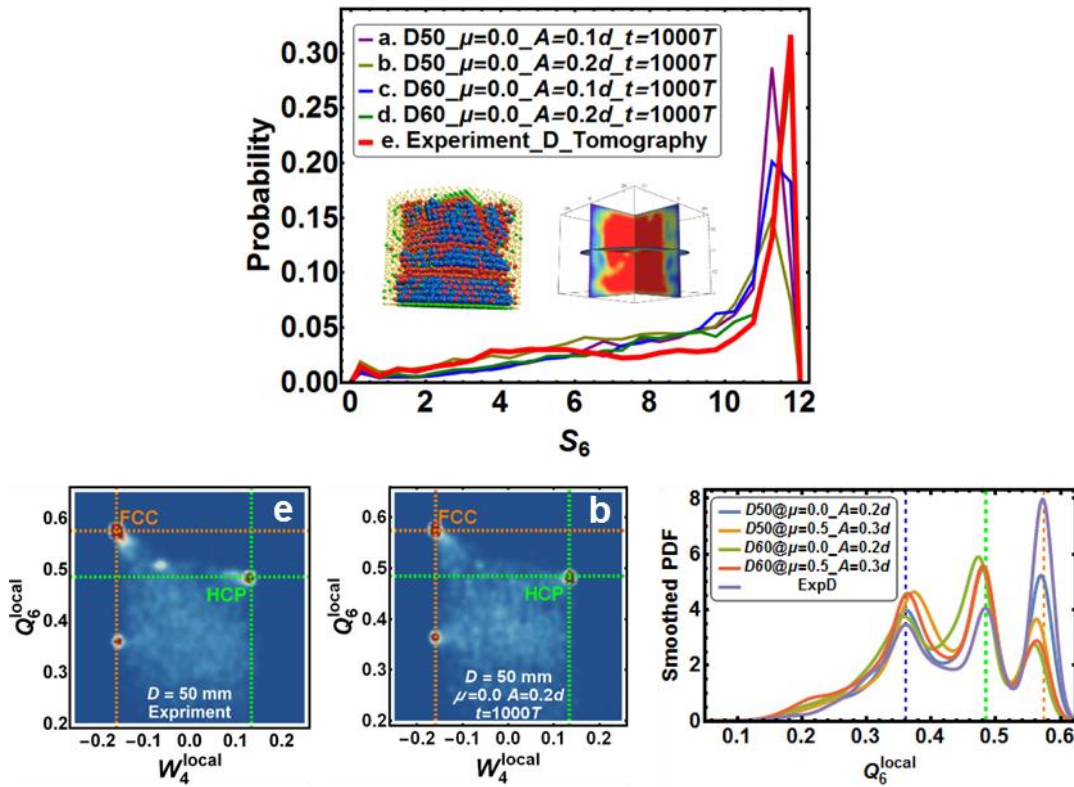 0.30
0.25
0.20
0.15
0.10
0.05
0.00
Probability
a. D50_μ=0.0_A=0.1d_t=1000T
b. D50_μ=0.0_A=0.2d_t=1000T
c. D60_μ=0.0_A=0.1d_t=1000T
d. D60_μ=0.0_A=0.2d_t=1000T
e. Experiment_D_Tomography
0 2 4 6 8 10 12
S6
0.6
0.5
0.4
0.3
0.2
Q6local
FCC
e
HCP
D = 50 mm
Expriment
−0.2 −0.1 0.0 0.1 0.2
W4local
0.6
0.5
0.4
0.3
0.2
Q6local
FCC
b
HCP
D = 50 mm
μ=0.0 A=0.2d
t=1000T
−0.2 −0.1 0.0 0.1 0.2
W4local
8
6
4
2
0
Smoothed PDF
D50@μ=0.0_A=0.2d
D50@μ=0.5_A=0.3d
D60@μ=0.0_A=0.2d
D60@μ=0.5_A=0.3d
ExpD
0.1 0.2 0.3 0.4 0.5 0.6
Q6local